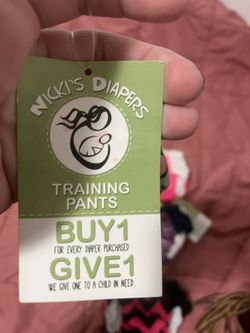 NICKI'S DIAPERS
TRAINING
PANTS
BUY1
FOR EVERY DIAPER PURCHASED
GIVE1
WE GIVE ONE TO A CHILD IN NEED.